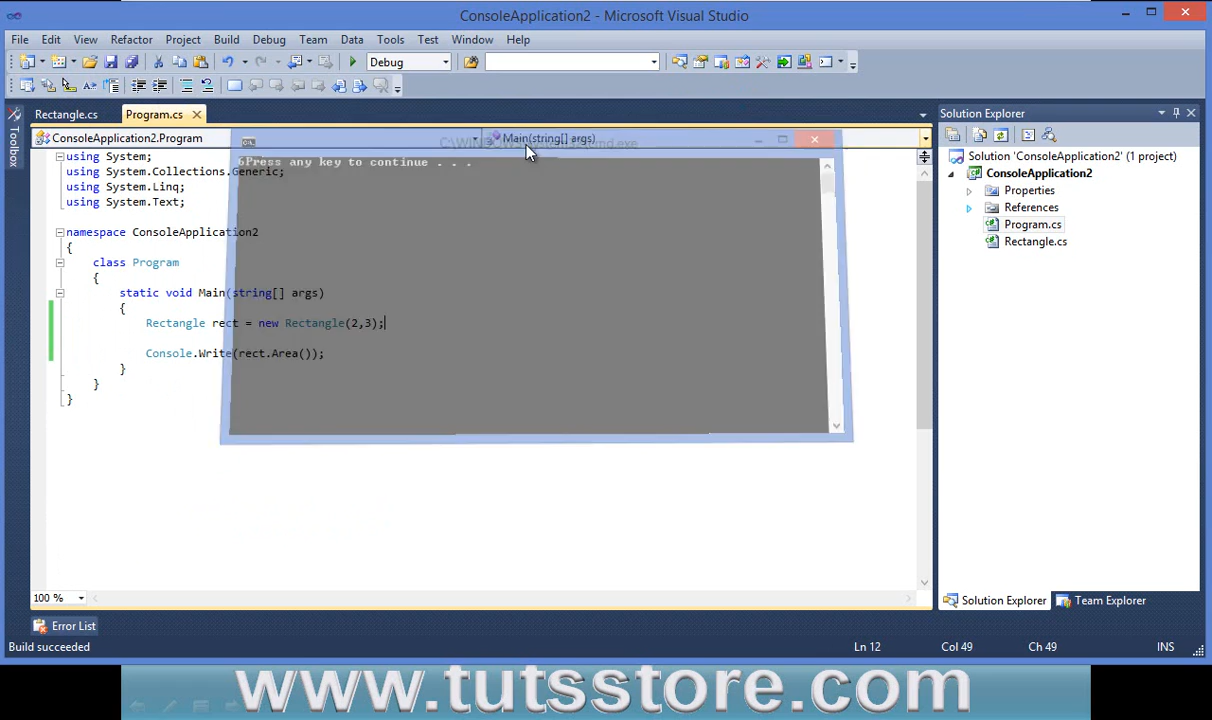 ConsoleApplication2 - Microsoft Visual Studio
File Edit View Refactor Project Build Debug Team Data Tools Test Window Help
Debug
Rectangle.cs Program.cs
Solution Explorer
Toolbox
ConsoleApplication2.Program
Main(string[] args)
6Press any key to continue . . .
using System;
using System.Collections.Generic;
using System.Linq;
using System.Text;
namespace ConsoleApplication2
{
class Program
{
static void Main(string[] args)
{
Rectangle rect = new Rectangle(2,3);
Console.Write(rect.Area());
}
}
}
Solution 'ConsoleApplication2' (1 project)
ConsoleApplication2
Properties
References
Program.cs
Rectangle.cs
100 %
Solution Explorer Team Explorer
Error List
Build succeeded Ln 12 Col 49 Ch 49 INS
www.tutsstore.com